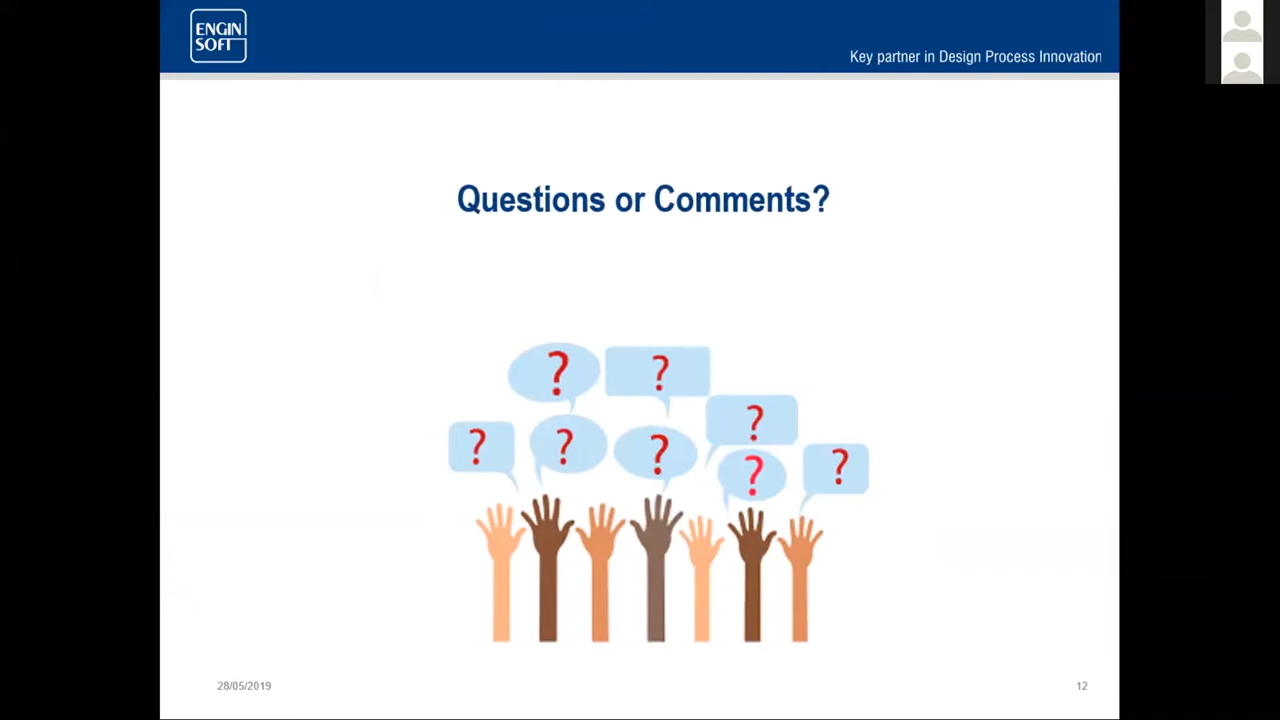 ENGIN
SOFT
Key partner in Design Process Innovation
Questions or Comments?
? ?
?
? ? ?
? ?
28/05/2019
12